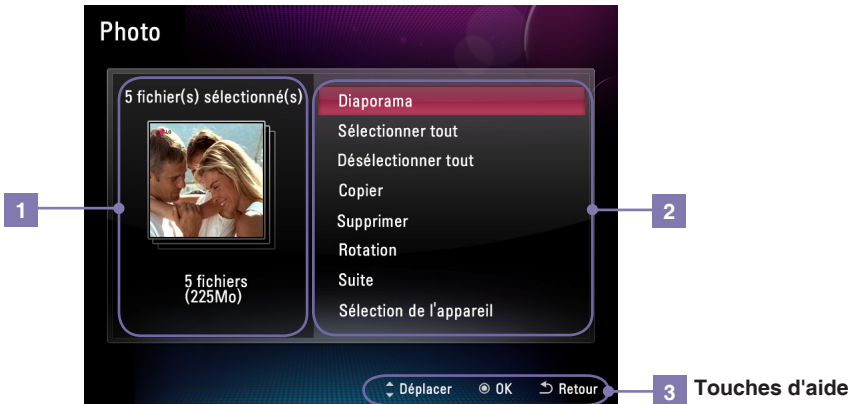 Photo
5 fichier(s) sélectionné(s)
5 fichiers
(225Mo)
1
Diaporama
Sélectionner tout
Désélectionner tout
Copier
Supprimer
Rotation
Suite
Sélection de l'appareil
2
Déplacer OK Retour
3 Touches d'aide